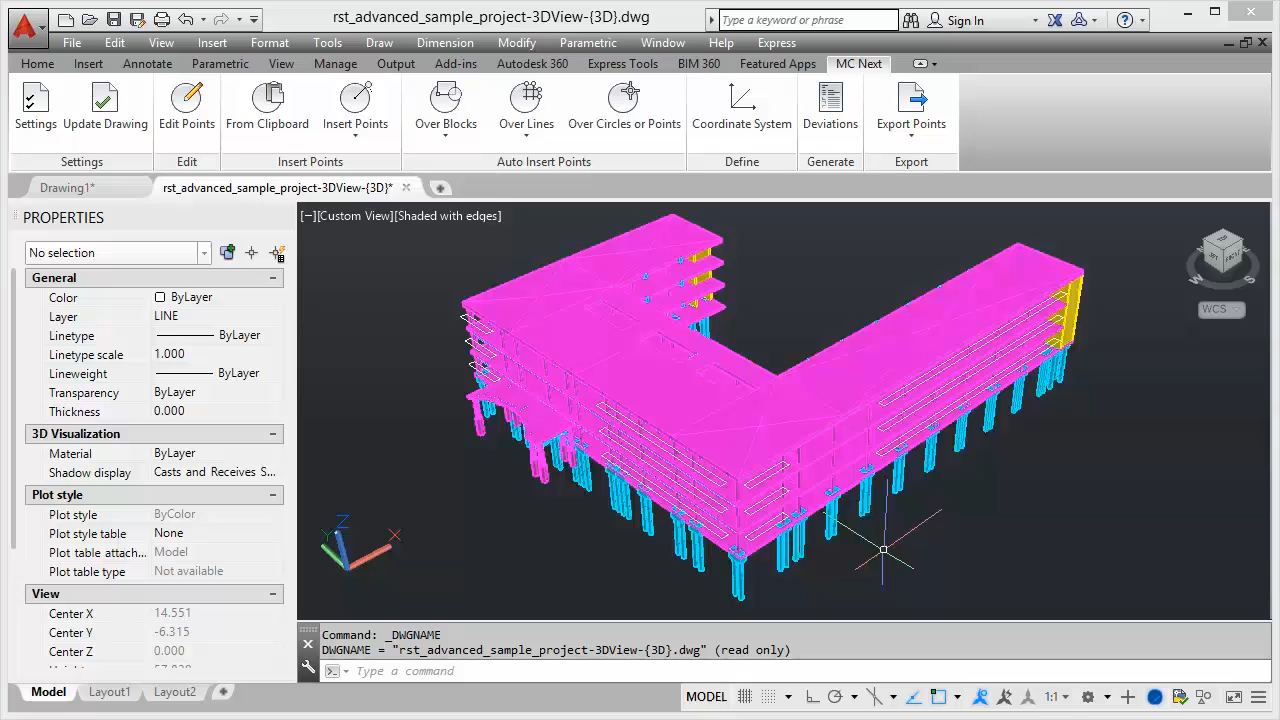 rst_advanced_sample_project-3DView-{3D}.dwg
Type a keyword or phrase
Sign In
File Edit View Insert Format Tools Draw Dimension Modify Parametric Window Help Express
Home Insert Annotate Parametric View Manage Output Add-ins Autodesk 360 Express Tools BIM 360 Featured Apps MC Next
Settings Update Drawing Edit Points From Clipboard Insert Points Over Blocks Over Lines Over Circles or Points Coordinate System Deviations Export Points
Settings Edit Insert Points Auto Insert Points Define Generate Export
Drawing1* rst_advanced_sample_project-3DView-{3D}*
PROPERTIES
[−][Custom View][Shaded with edges]
No selection
General
Color ByLayer
Layer LINE
Linetype ByLayer
Linetype scale 1.000
Lineweight ByLayer
Transparency ByLayer
Thickness 0.000
3D Visualization
Material ByLayer
Shadow display Casts and Receives S...
Plot style
Plot style ByColor
Plot style table None
Plot table attach... Model
Plot table type Not available
View
Center X 14.551
Center Y -6.315
Center Z 0.000
WCS
W S
X Y Z
Command: _DWGNAME
DWGNAME = "rst_advanced_sample_project-3DView-{3D}.dwg" (read only)
Type a command
Model Layout1 Layout2
MODEL 1:1